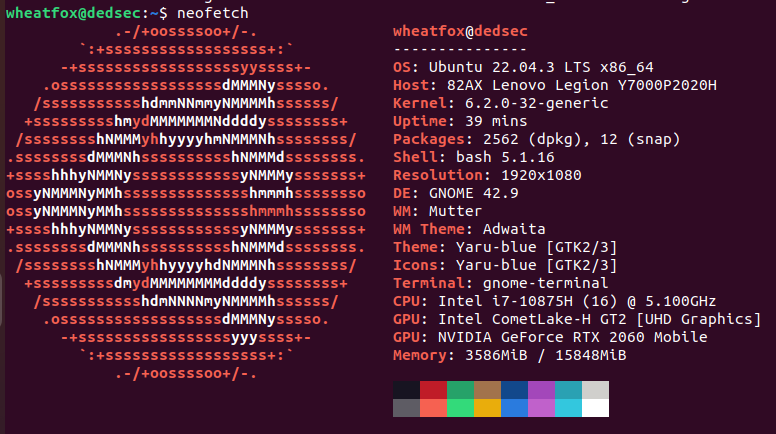 wheatfox@dedsec:~$ neofetch
            .-/+oossssoo+/-.               wheatfox@dedsec
        `:+ssssssssssssssssss+:`           ---------------
      -+ssssssssssssssssssyyssss+-         OS: Ubuntu 22.04.3 LTS x86_64
    .ossssssssssssssssssdMMMNysssso.       Host: 82AX Lenovo Legion Y7000P2020H
   /ssssssssssshdmmNNmmyNMMMMhssssss/      Kernel: 6.2.0-32-generic
  +ssssssssshmydMMMMMMMNddddyssssssss+     Uptime: 39 mins
 /sssssssshNMMMyhhyyyyhmNMMMNhssssssss/    Packages: 2562 (dpkg), 12 (snap)
.ssssssssdMMMNhsssssssssshNMMMdssssssss.   Shell: bash 5.1.16
+sssshhhyNMMNyssssssssssssyNMMMysssssss+   Resolution: 1920x1080
ossyNMMMNyMMhsssssssssssssshmmmhssssssso   DE: GNOME 42.9
ossyNMMMNyMMhsssssssssssssshmmmhssssssso   WM: Mutter
+sssshhhyNMMNyssssssssssssyNMMMysssssss+   WM Theme: Adwaita
.ssssssssdMMMNhsssssssssshNMMMdssssssss.   Theme: Yaru-blue [GTK2/3]
 /sssssssshNMMMyhhyyyyhdNMMMNhssssssss/    Icons: Yaru-blue [GTK2/3]
  +sssssssssdmydMMMMMMMMddddyssssssss+     Terminal: gnome-terminal
   /ssssssssssshdmNNNNmyNMMMMhssssss/      CPU: Intel i7-10875H (16) @ 5.100GHz
    .ossssssssssssssssssdMMMNysssso.       GPU: Intel CometLake-H GT2 [UHD Graphics]
      -+sssssssssssssssssyyyssss+-         GPU: NVIDIA GeForce RTX 2060 Mobile
        `:+ssssssssssssssssss+:`           Memory: 3586MiB / 15848MiB
            .-/+oossssoo+/-.